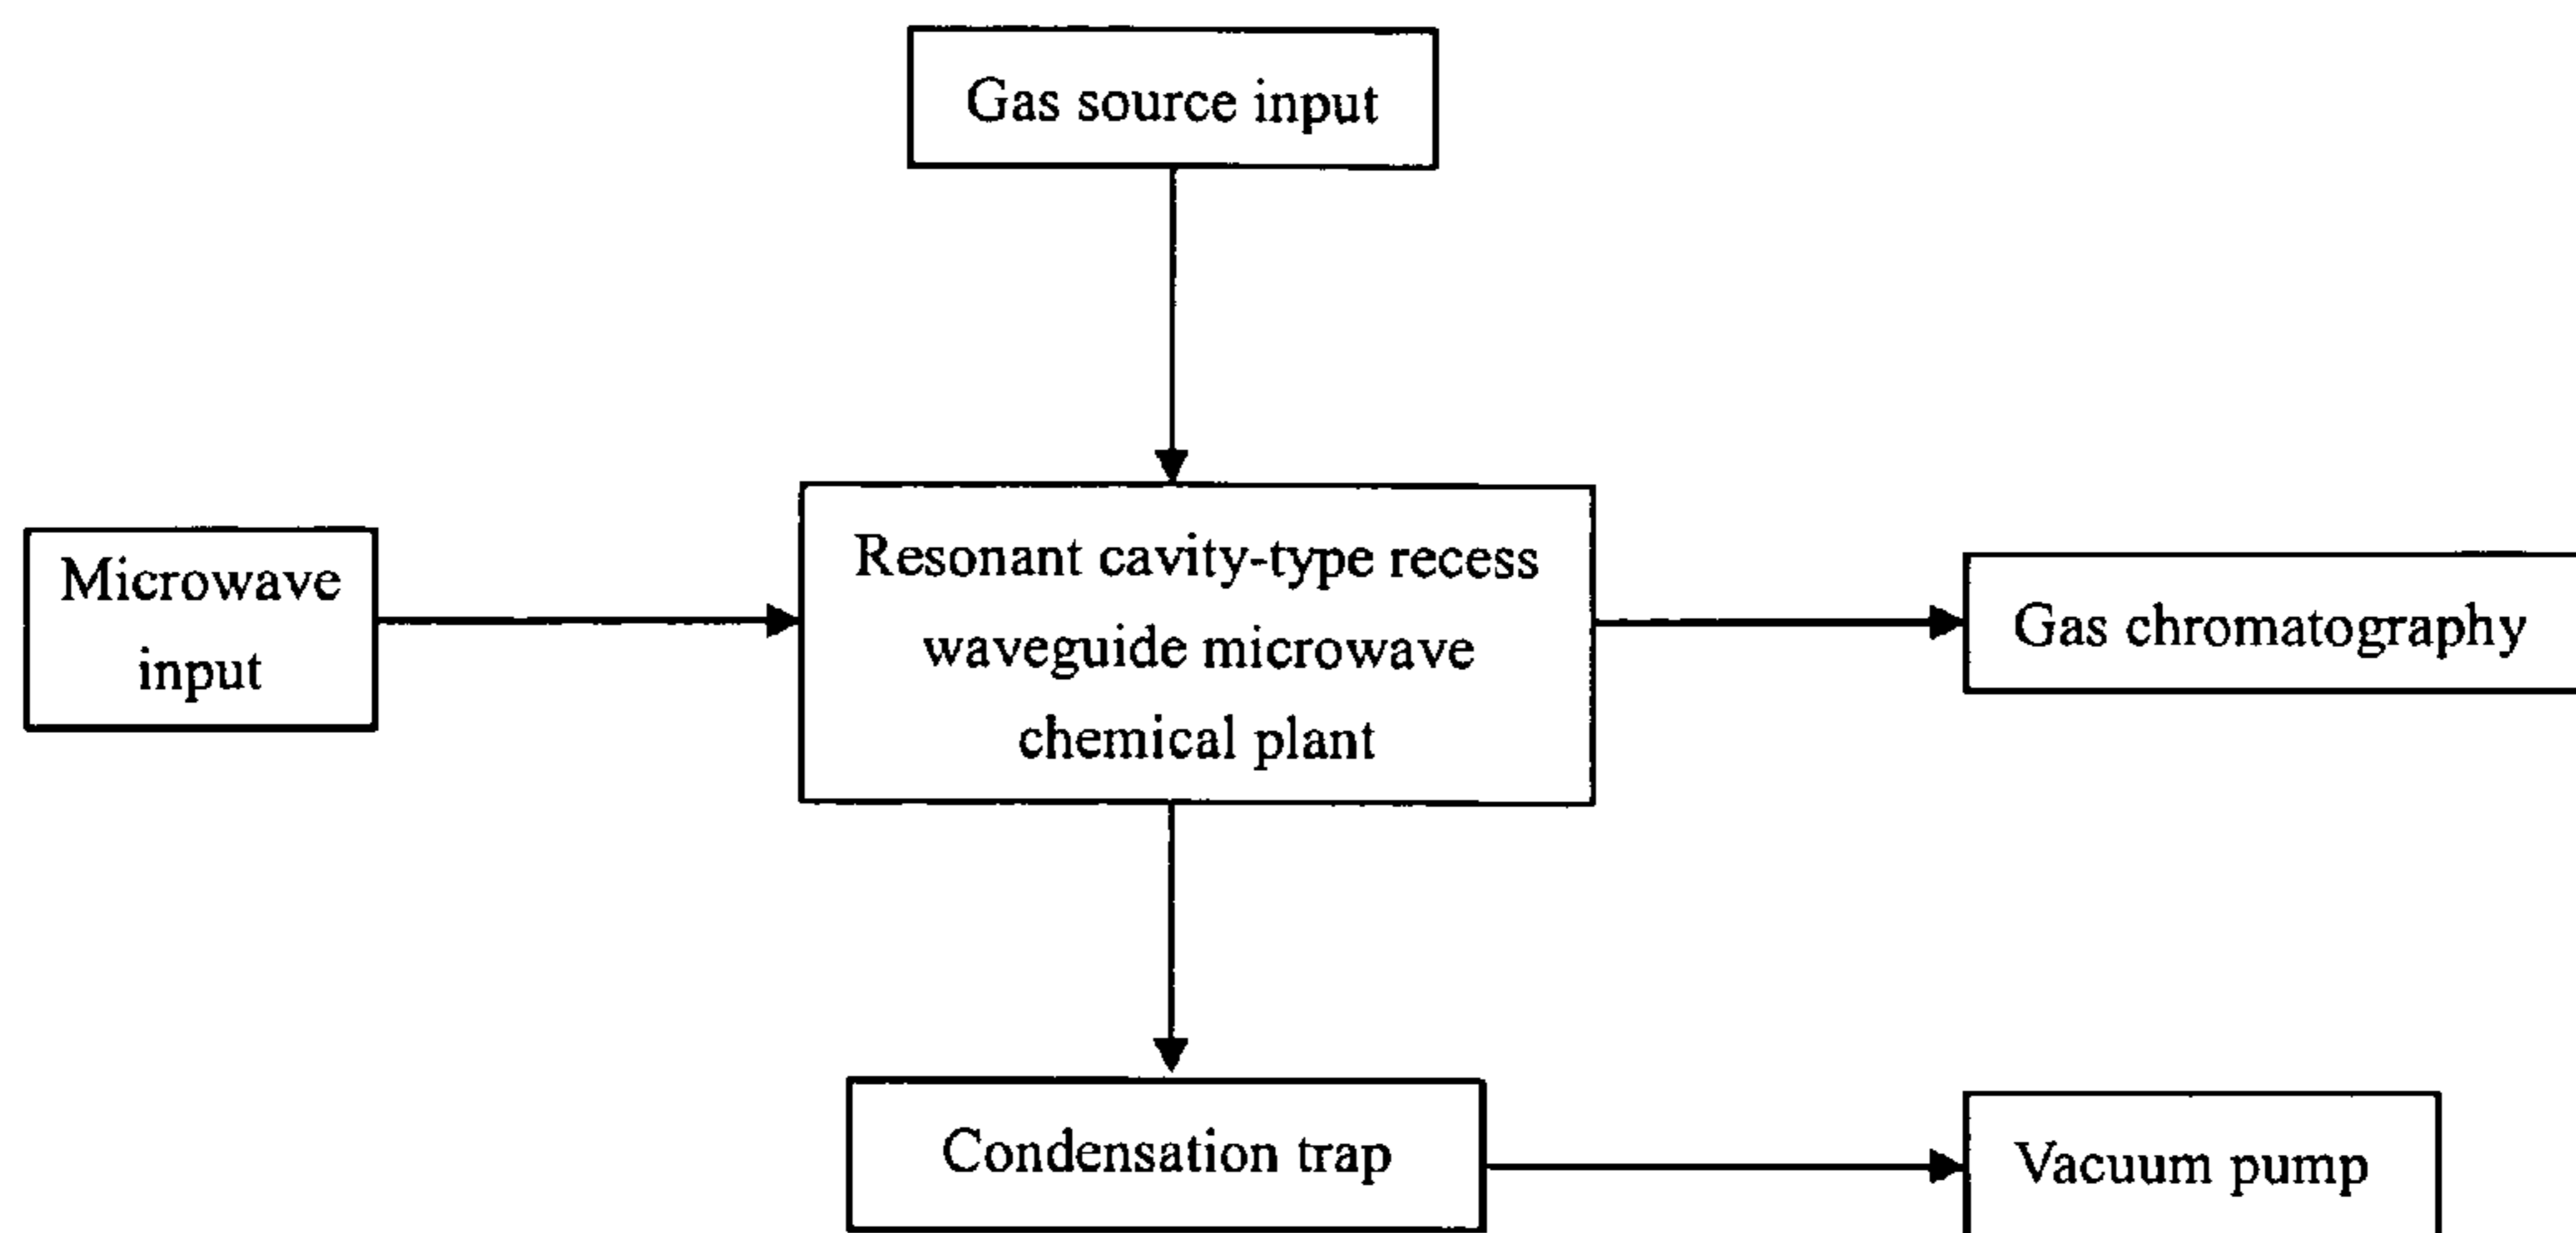 Gas source input
Microwave
input
Resonant cavity-type recess
waveguide microwave
chemical plant
Gas chromatography
Condensation trap
Vacuum pump